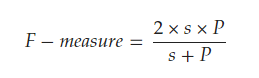 F – measure = 2 × s × P / s + P